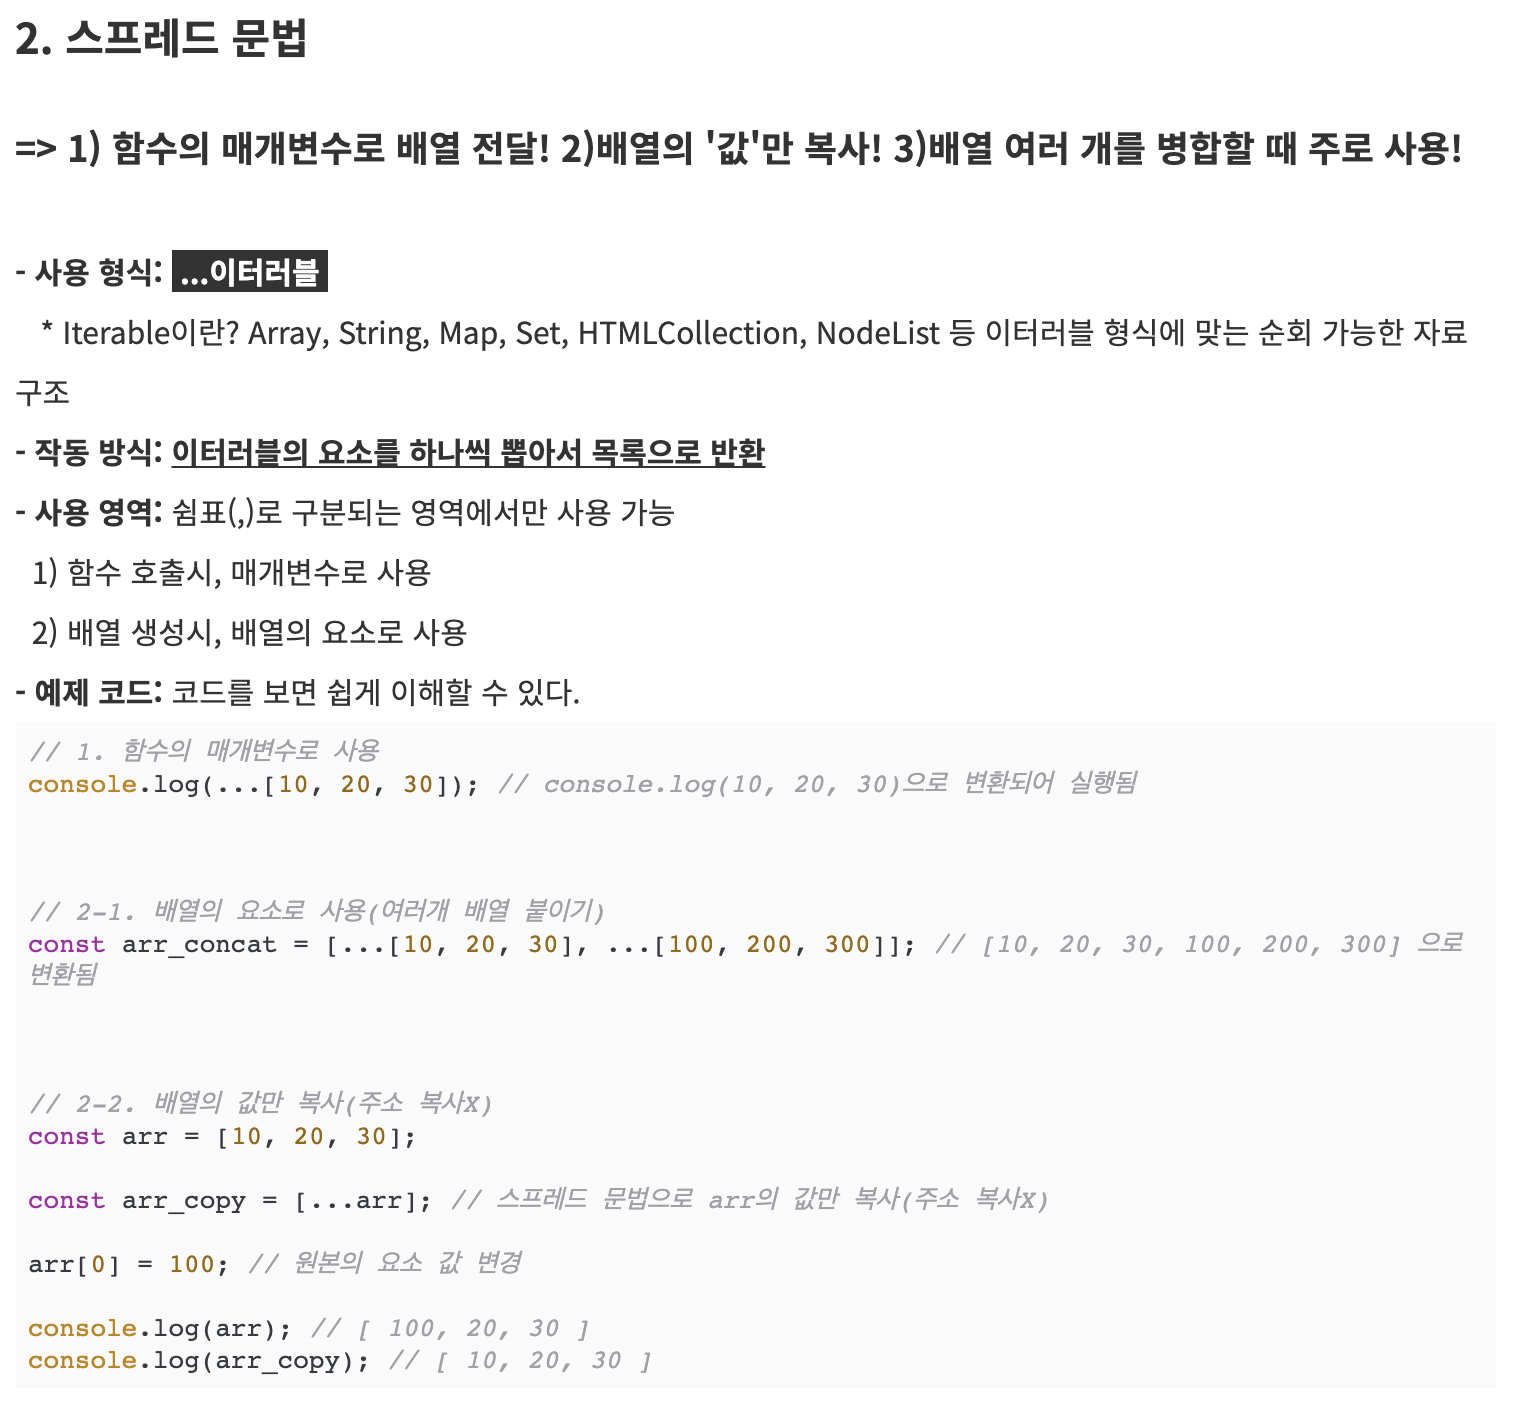 2. 스프레드 문법
=> 1) 함수의 매개변수로 배열 전달! 2)배열의 '값'만 복사! 3)배열 여러 개를 병합할 때 주로 사용!
- 사용 형식: ...이터러블
* Iterable이란? Array, String, Map, Set, HTMLCollection, NodeList 등 이터러블 형식에 맞는 순회 가능한 자료
구조
- 작동 방식: 이터러블의 요소를 하나씩 뽑아서 목록으로 반환
- 사용 영역: 쉼표(,)로 구분되는 영역에서만 사용 가능
1) 함수 호출시, 매개변수로 사용
2) 배열 생성시, 배열의 요소로 사용
- 예제 코드: 코드를 보면 쉽게 이해할 수 있다.
// 1. 함수의 매개변수로 사용
console.log(...[10, 20, 30]); // console.log(10, 20, 30)으로 변환되어 실행됨
// 2-1. 배열의 요소로 사용(여러개 배열 붙이기)
const arr_concat = [...[10, 20, 30], ...[100, 200, 300]]; // [10, 20, 30, 100, 200, 300] 으로
변환됨
// 2-2. 배열의 값만 복사(주소 복사X)
const arr = [10, 20, 30];
const arr_copy = [...arr]; // 스프레드 문법으로 arr의 값만 복사(주소 복사X)
arr[0] = 100; // 원본의 요소 값 변경
console.log(arr); // [ 100, 20, 30 ]
console.log(arr_copy); // [ 10, 20, 30 ]